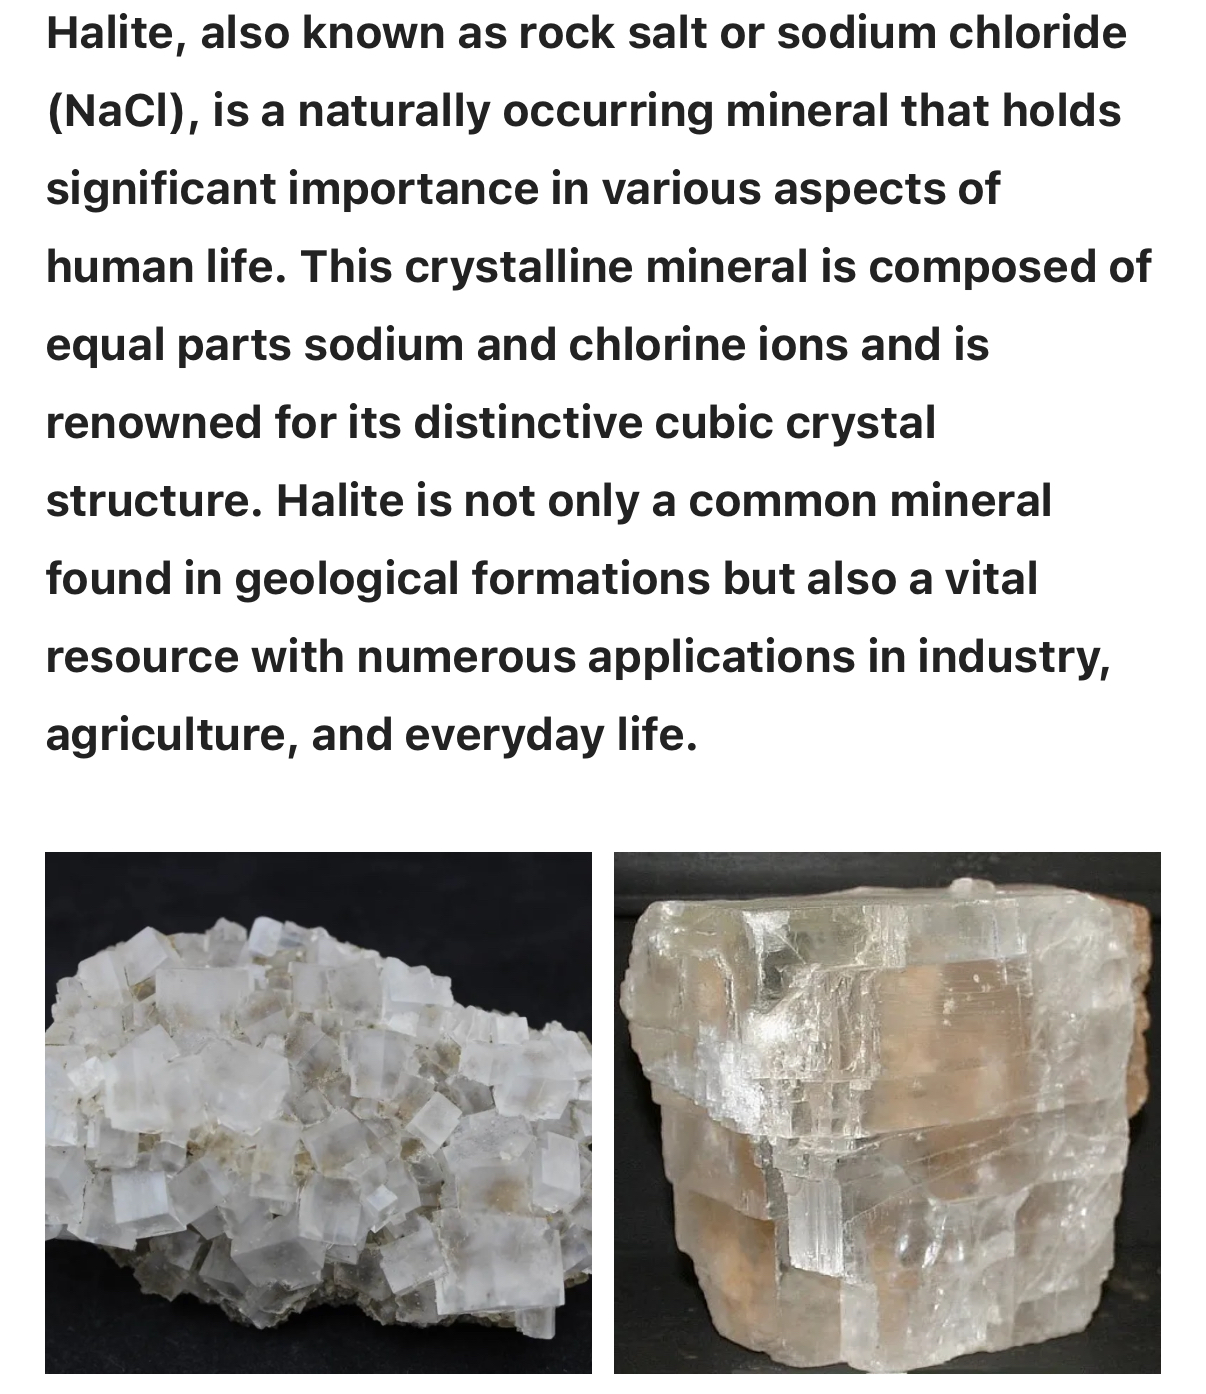 Halite, also known as rock salt or sodium chloride
(NaCl), is a naturally occurring mineral that holds
significant importance in various aspects of
human life. This crystalline mineral is composed of
equal parts sodium and chlorine ions and is
renowned for its distinctive cubic crystal
structure. Halite is not only a common mineral
found in geological formations but also a vital
resource with numerous applications in industry,
agriculture, and everyday life.